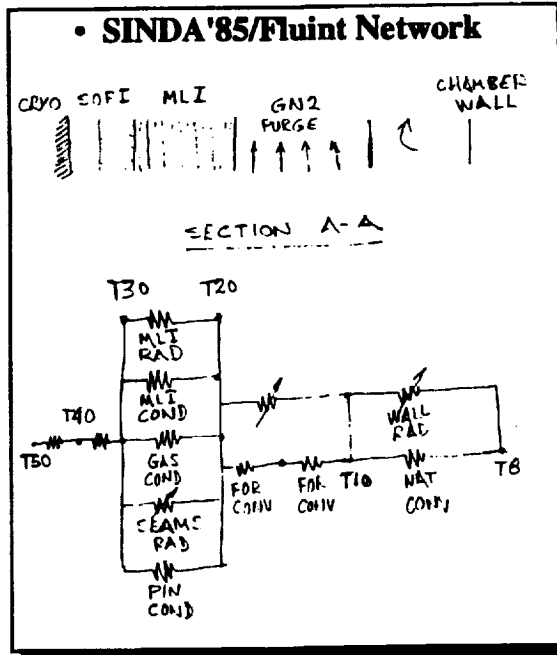 • SINDA'85/Fluint Network
CRYO SOFI MLI GN2 PURGE CHAMBER WALL
SECTION A-A
T30 T20
MLI RAD
MLI COND
T40
T50
GAS COND
SEAMS RAD
PIN COND
FOR CONV
FOR CONV
T10
WALL RAD
NAT CONV
T8